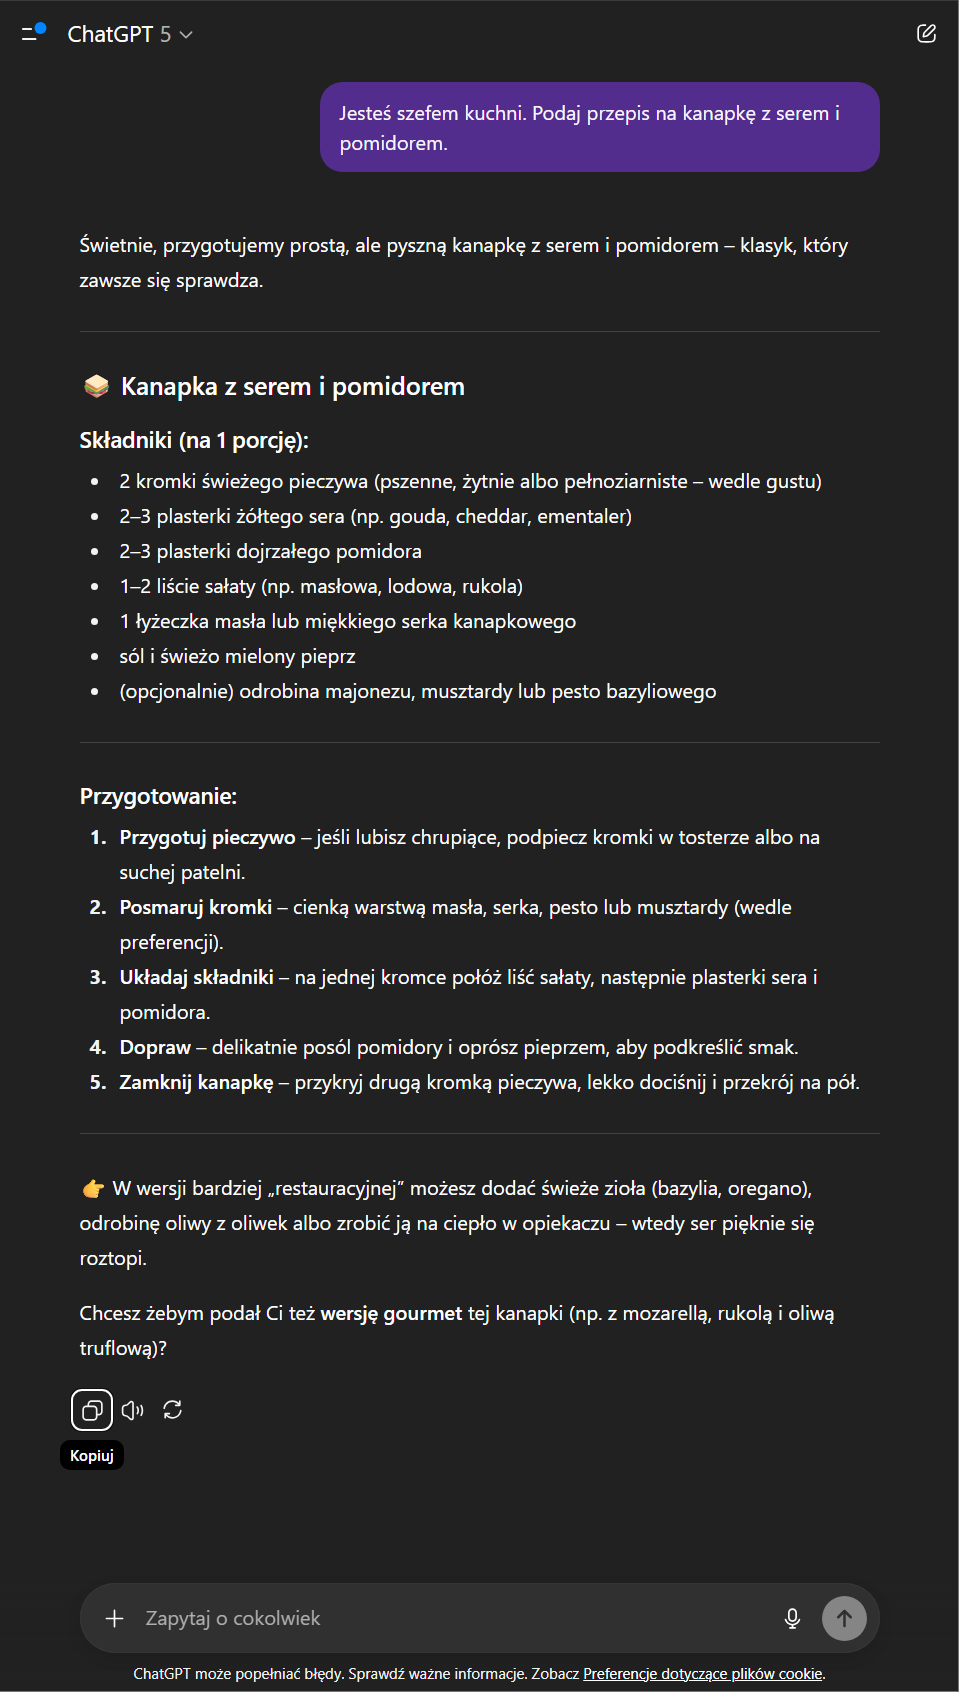 ChatGPT 5
Jesteś szefem kuchni. Podaj przepis na kanapkę z serem i
pomidorem.
Świetnie, przygotujemy prostą, ale pyszną kanapkę z serem i pomidorem – klasyk, który
zawsze się sprawdza.
Kanapka z serem i pomidorem
Składniki (na 1 porcję):
• 2 kromki świeżego pieczywa (pszenne, żytnie albo pełnoziarniste – wedle gustu)
• 2–3 plasterki żółtego sera (np. gouda, cheddar, ementaler)
• 2–3 plasterki dojrzałego pomidora
• 1–2 liście sałaty (np. masłowa, lodowa, rukola)
• 1 łyżeczka masła lub miękkiego serka kanapkowego
• sól i świeżo mielony pieprz
• (opcjonalnie) odrobina majonezu, musztardy lub pesto bazyliowego
Przygotowanie:
1. Przygotuj pieczywo – jeśli lubisz chrupiące, podpiecz kromki w tosterze albo na
suchej patelni.
2. Posmaruj kromki – cienką warstwą masła, serka, pesto lub musztardy (wedle
preferencji).
3. Układaj składniki – na jednej kromce połóż liść sałaty, następnie plasterki sera i
pomidora.
4. Dopraw – delikatnie posól pomidory i oprósz pieprzem, aby podkreślić smak.
5. Zamknij kanapkę – przykryj drugą kromką pieczywa, lekko dociśnij i przekrój na pół.
👉 W wersji bardziej „restauracyjnej” możesz dodać świeże zioła (bazylia, oregano),
odrobinę oliwy z oliwek albo zrobić ją na ciepło w opiekaczu – wtedy ser pięknie się
roztopi.
Chcesz żebym podał Ci też wersję gourmet tej kanapki (np. z mozarellą, rukolą i oliwą
truflową)?
Kopiuj
Zapytaj o cokolwiek
ChatGPT może popełniać błędy. Sprawdź ważne informacje. Zobacz Preferencje dotyczące plików cookie.